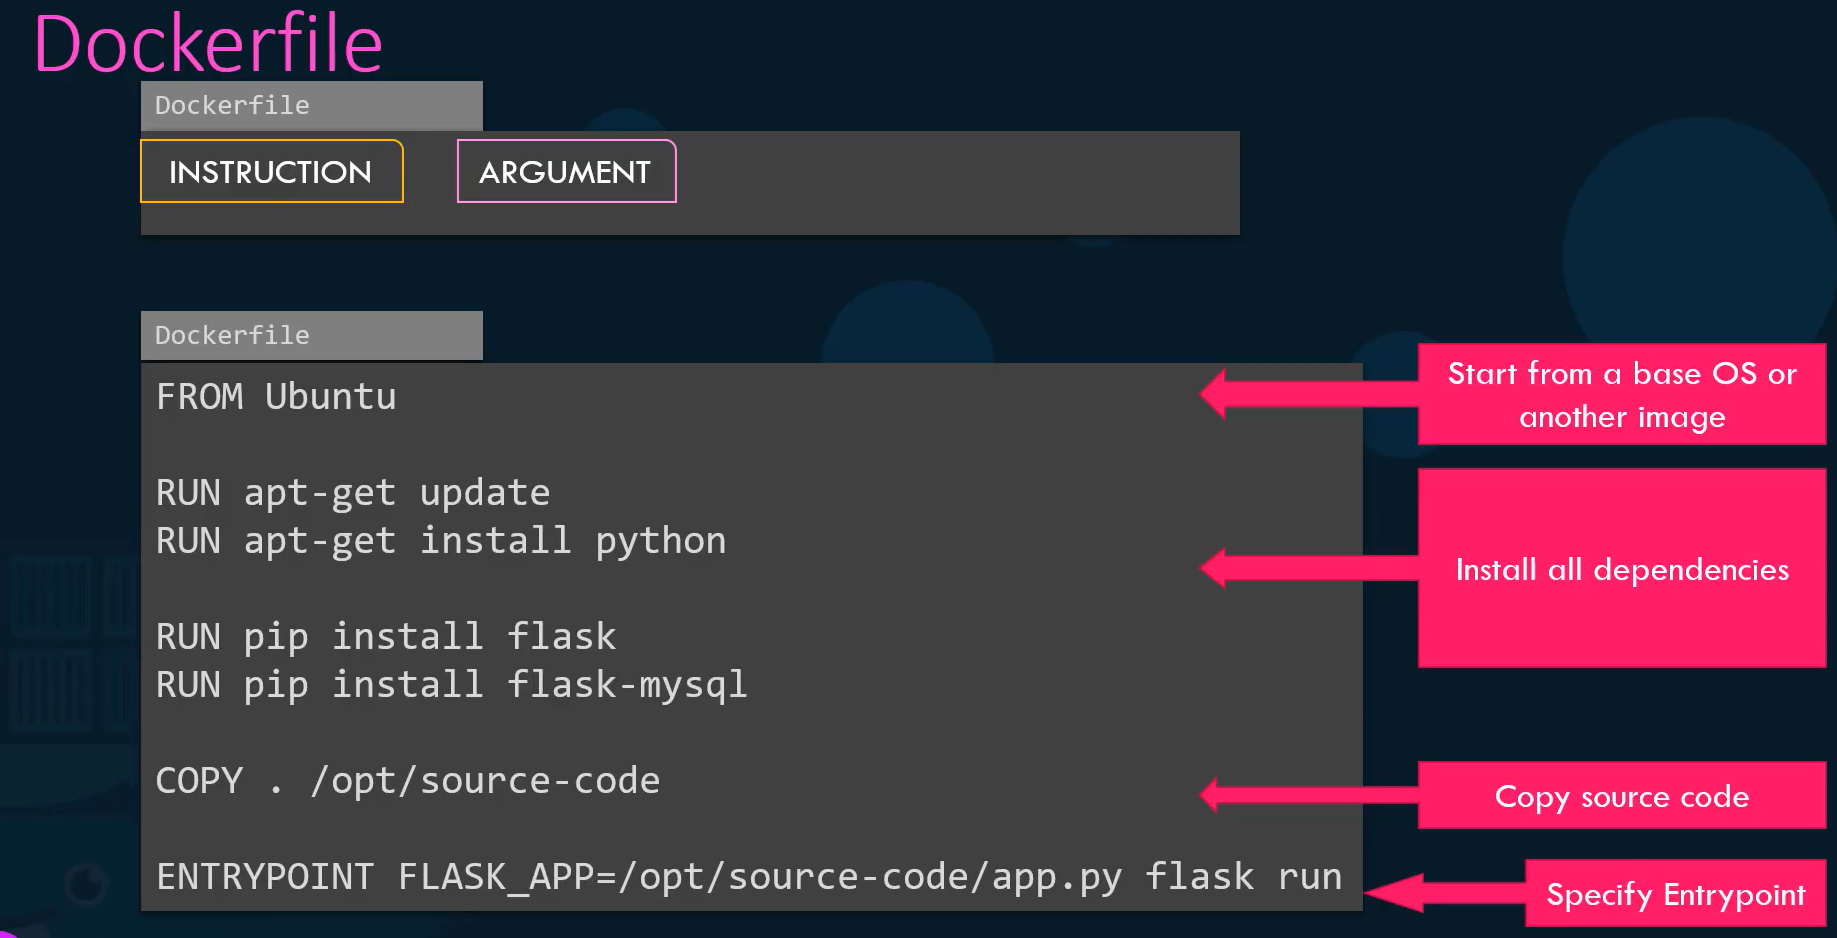 Dockerfile
Dockerfile
INSTRUCTION ARGUMENT
Dockerfile
FROM Ubuntu
Start from a base OS or
another image
RUN apt-get update
RUN apt-get install python
Install all dependencies
RUN pip install flask
RUN pip install flask-mysql
COPY . /opt/source-code
Copy source code
ENTRYPOINT FLASK_APP=/opt/source-code/app.py flask run
Specify Entrypoint